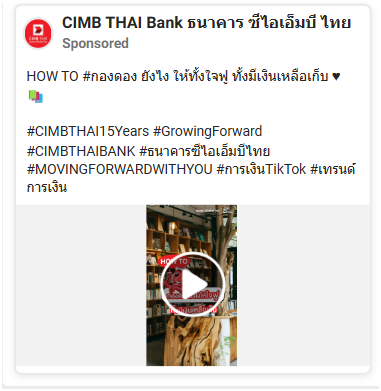 CIMB THAI Bank ธนาคาร ซีไอเอ็มบี ไทย
Sponsored
HOW TO #กองดอง ยังไง ให้ทั้งใจฟู ทั้งมีเงินเหลือเก็บ ♥
#CIMBTHAI15Years #GrowingForward
#CIMBTHAIBANK #ธนาคารซีไอเอ็มบีไทย
#MOVINGFORWARDWITHYOU #การเงินTikTok #เทรนด์
การเงิน
HOW TO